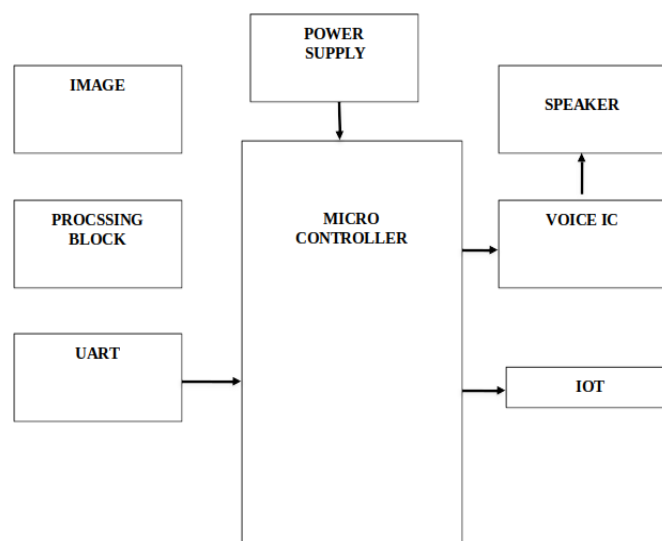 POWER
SUPPLY
IMAGE
SPEAKER
PROCSSING
BLOCK
MICRO
CONTROLLER
VOICE IC
UART
IOT